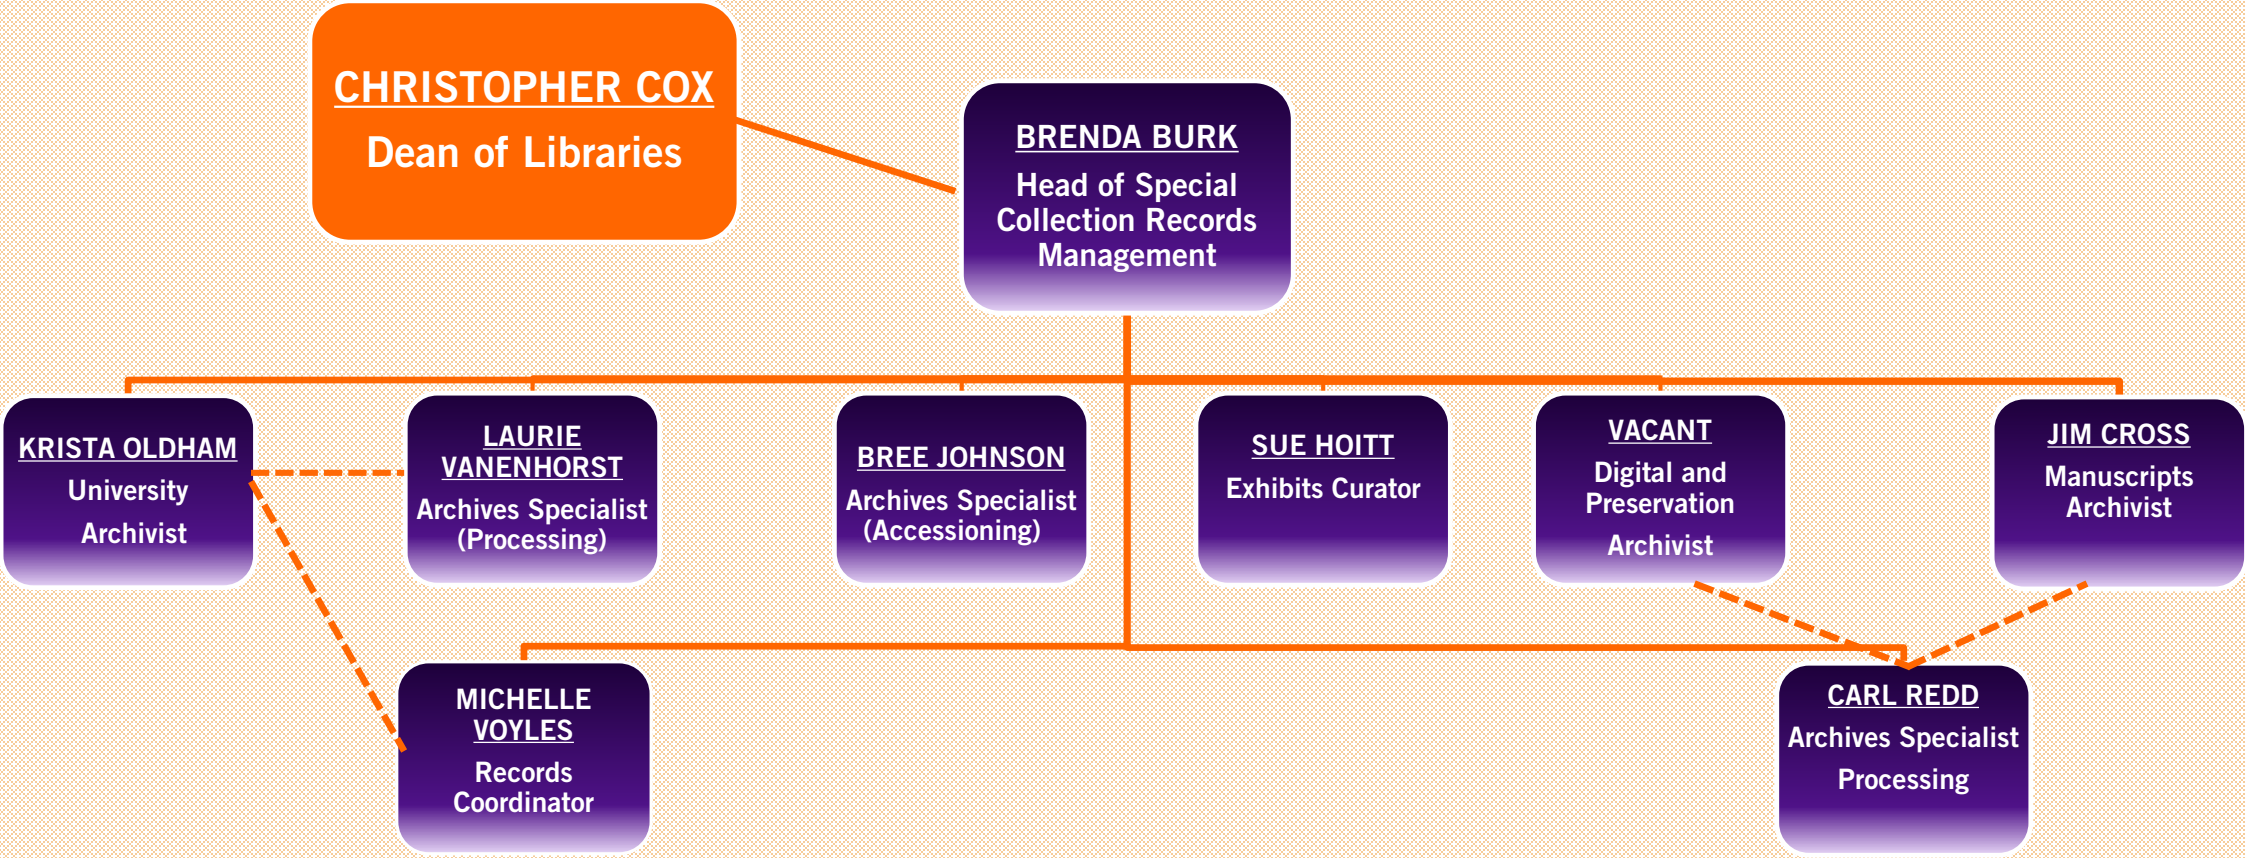 CHRISTOPHER COX
Dean of Libraries
BRENDA BURK
Head of Special
Collection Records
Management
KRISTA OLDHAM
University
Archivist
LAURIE
VANENHORST
Archives Specialist
(Processing)
BREE JOHNSON
Archives Specialist
(Accessioning)
SUE HOITT
Exhibits Curator
VACANT
Digital and
Preservation
Archivist
JIM CROSS
Manuscripts
Archivist
MICHELLE
VOYLES
Records
Coordinator
CARL REDD
Archives Specialist
Processing